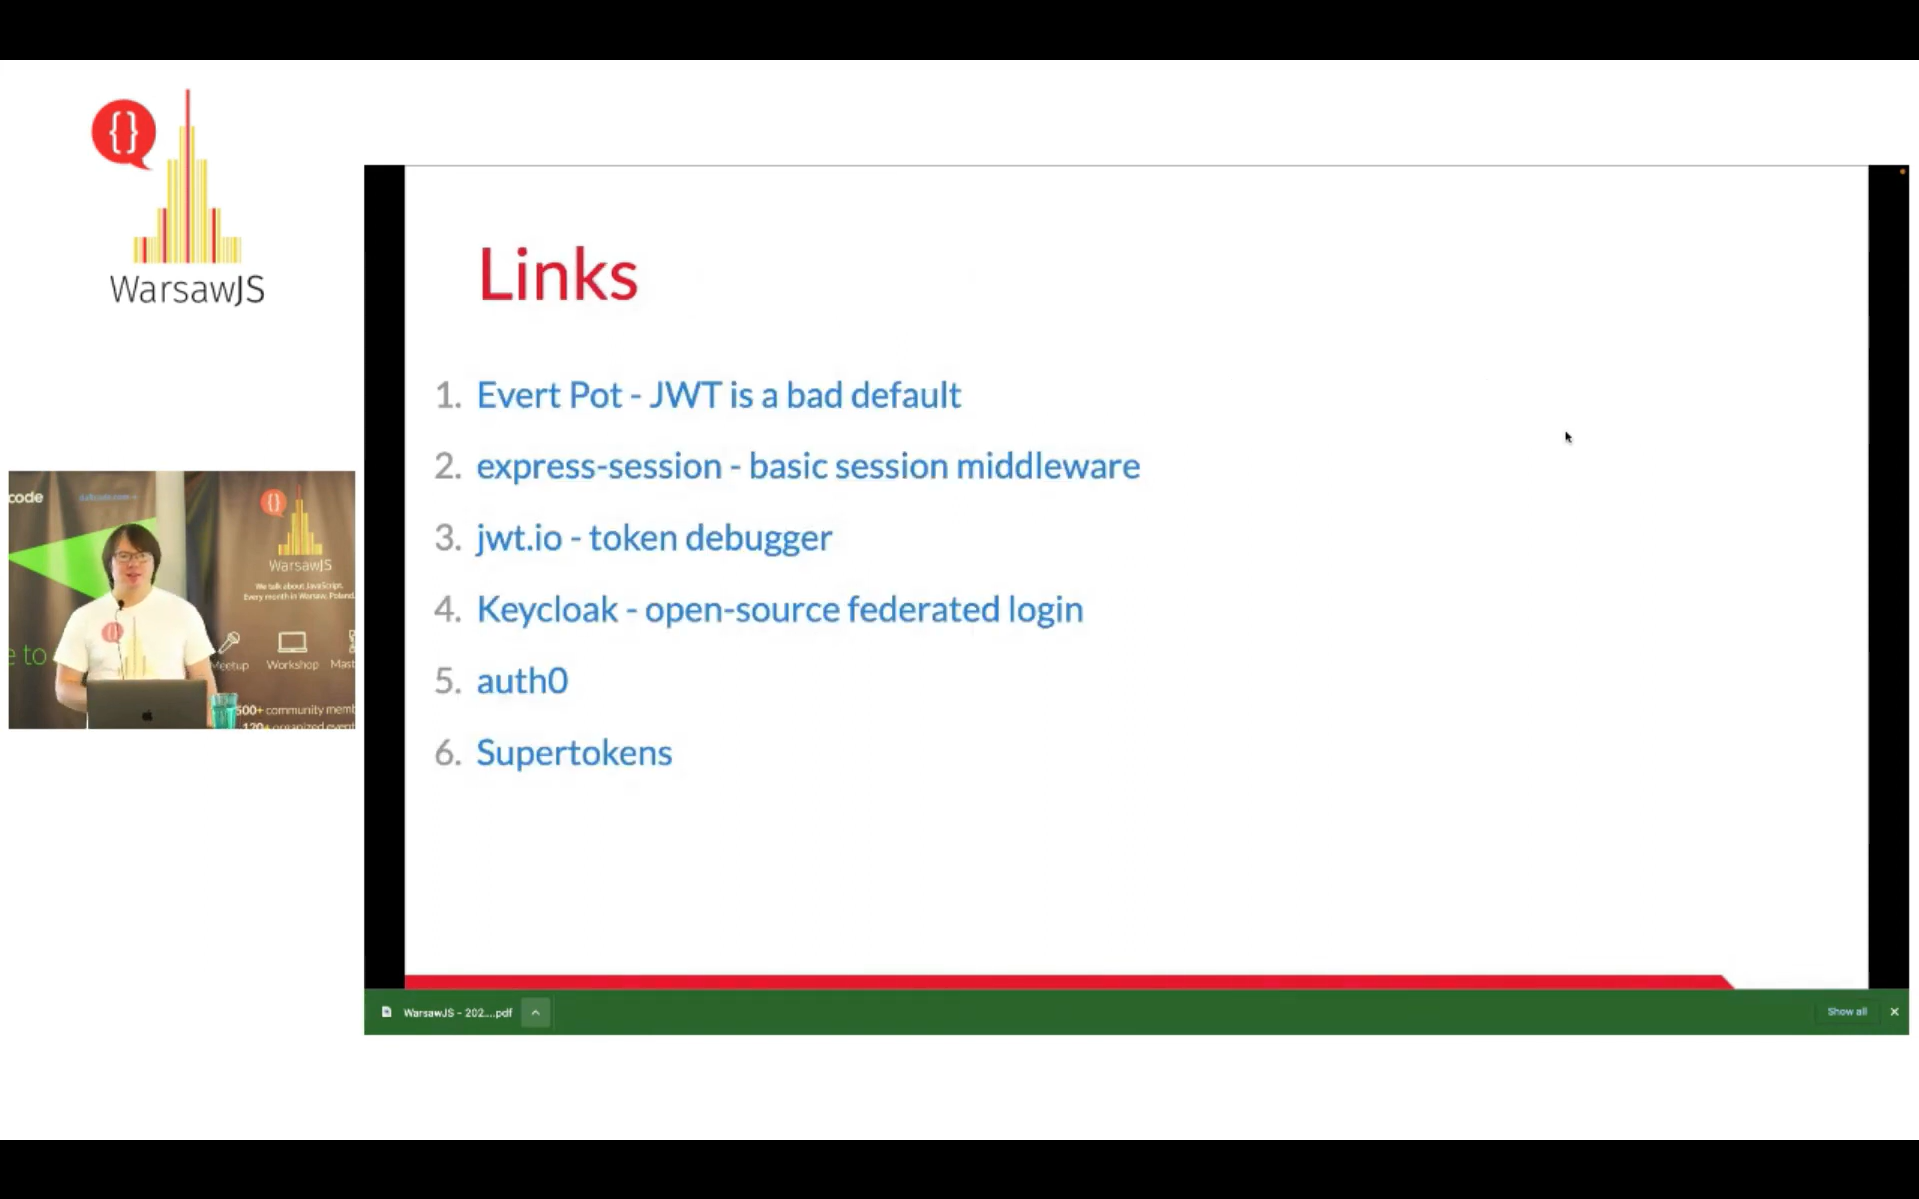 {}
WarsawJS
Links
1. Evert Pot - JWT is a bad default
2. express-session - basic session middleware
3. jwt.io - token debugger
4. Keycloak - open-source federated login
5. auth0
6. Supertokens
code
{}
WarsawJS
We talk about JavaScript.
Every month in Warsaw, Poland.
e to
Meetup Workshop Mast
500+ community memb
120+ organized event
WarsawJS - 202....pdf
Show all